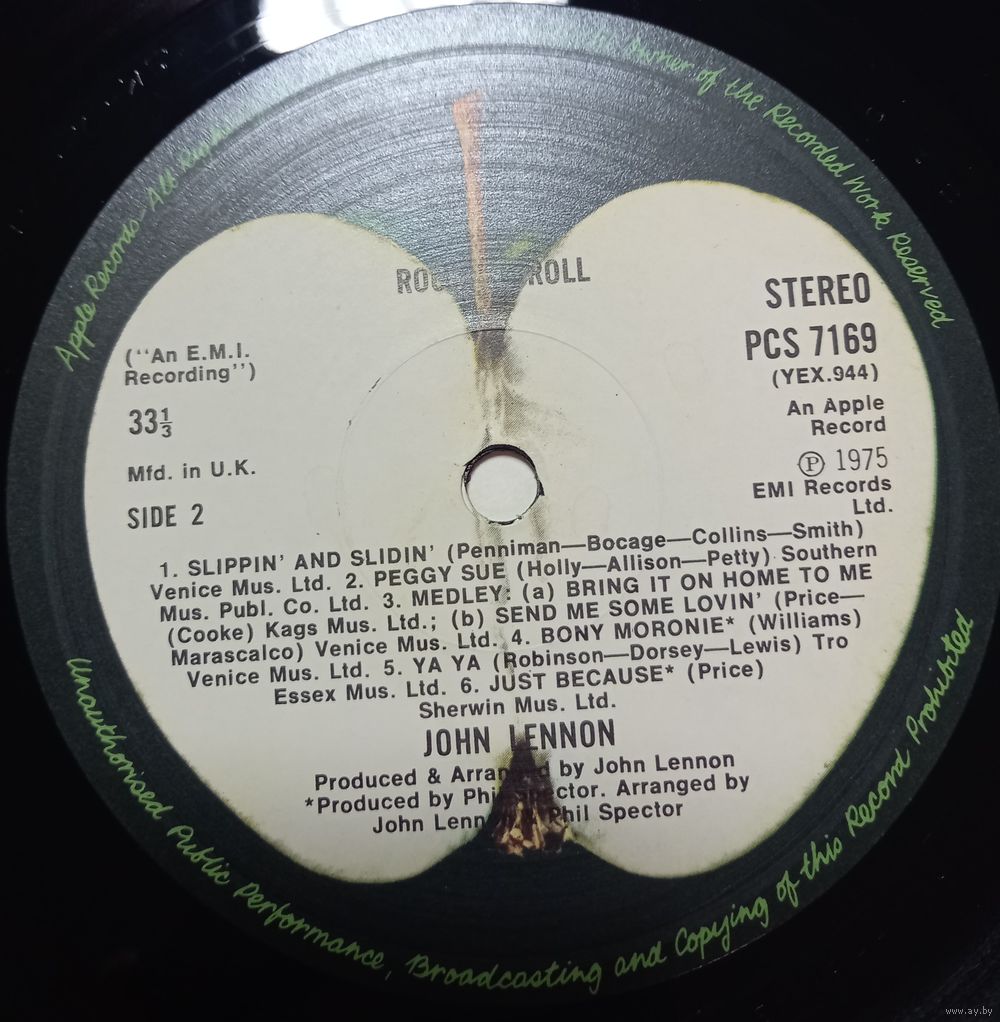 Apple Records—All
Owner of the Recorded Work Reserved
ROLL
STEREO
PCS 7169
(YEX.944)
An Apple
Record
Ⓟ 1975
EMI Records
Ltd.
(“An E.M.I.
Recording”)
33⅓
Mfd. in U.K.
SIDE 2
1. SLIPPIN’ AND SLIDIN’ (Penniman—Bocage—Collins—Smith)
Venice Mus. Ltd. 2. PEGGY SUE (Holly—Allison—Petty) Southern
Mus. Publ. Co. Ltd. 3. MEDLEY: (a) BRING IT ON HOME TO ME
(Cooke) Kags Mus. Ltd.; (b) SEND ME SOME LOVIN’ (Price—
Marascalco) Venice Mus. Ltd. 4. BONY MORONIE* (Williams)
Venice Mus. Ltd. 5. YA YA (Robinson—Dorsey—Lewis) Tro
Essex Mus. Ltd. 6. JUST BECAUSE* (Price)
Sherwin Mus. Ltd.
JOHN LENNON
Produced & Arranged by John Lennon
*Produced by Phil Spector. Arranged by
John Lennon & Phil Spector
Unauthorised Public Performance, Broadcasting and Copying of this Record Prohibited
www.ay.by